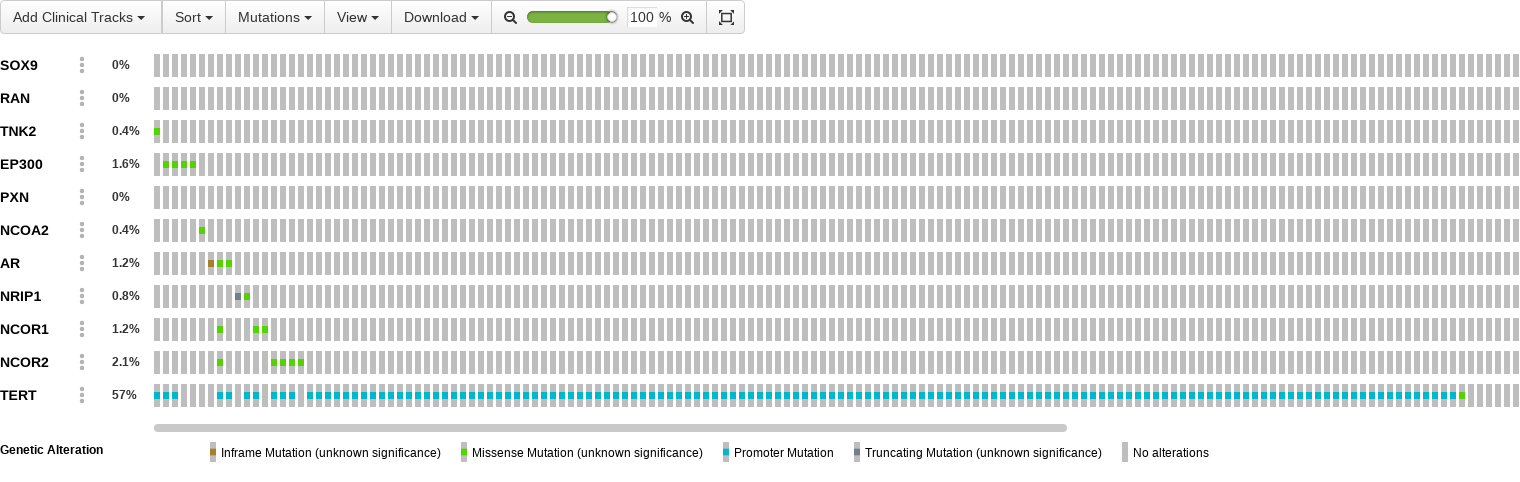 Add Clinical Tracks Sort Mutations View Download 100 %
SOX9 0%
RAN 0%
TNK2 0.4%
EP300 1.6%
PXN 0%
NCOA2 0.4%
AR 1.2%
NRIP1 0.8%
NCOR1 1.2%
NCOR2 2.1%
TERT 57%
Genetic Alteration Inframe Mutation (unknown significance) Missense Mutation (unknown significance) Promoter Mutation Truncating Mutation (unknown significance) No alterations